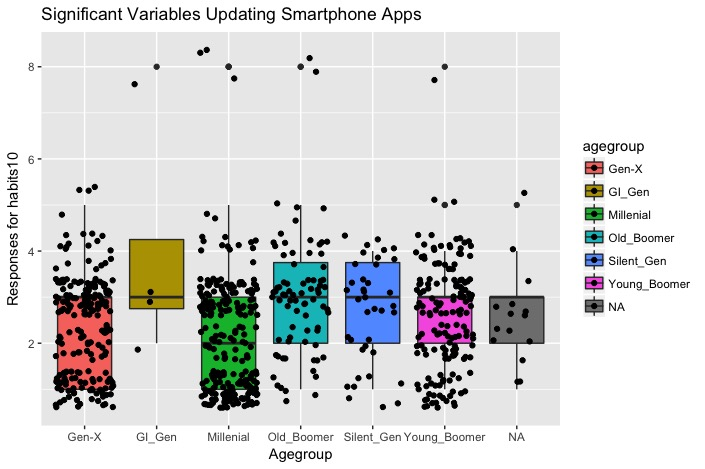 Significant Variables Updating Smartphone Apps
8
6
4
2
Responses for habits10
Gen-X GI_Gen Millenial Old_Boomer Silent_Gen Young_Boomer NA
Agegroup
agegroup
Gen-X
GI_Gen
Millenial
Old_Boomer
Silent_Gen
Young_Boomer
NA